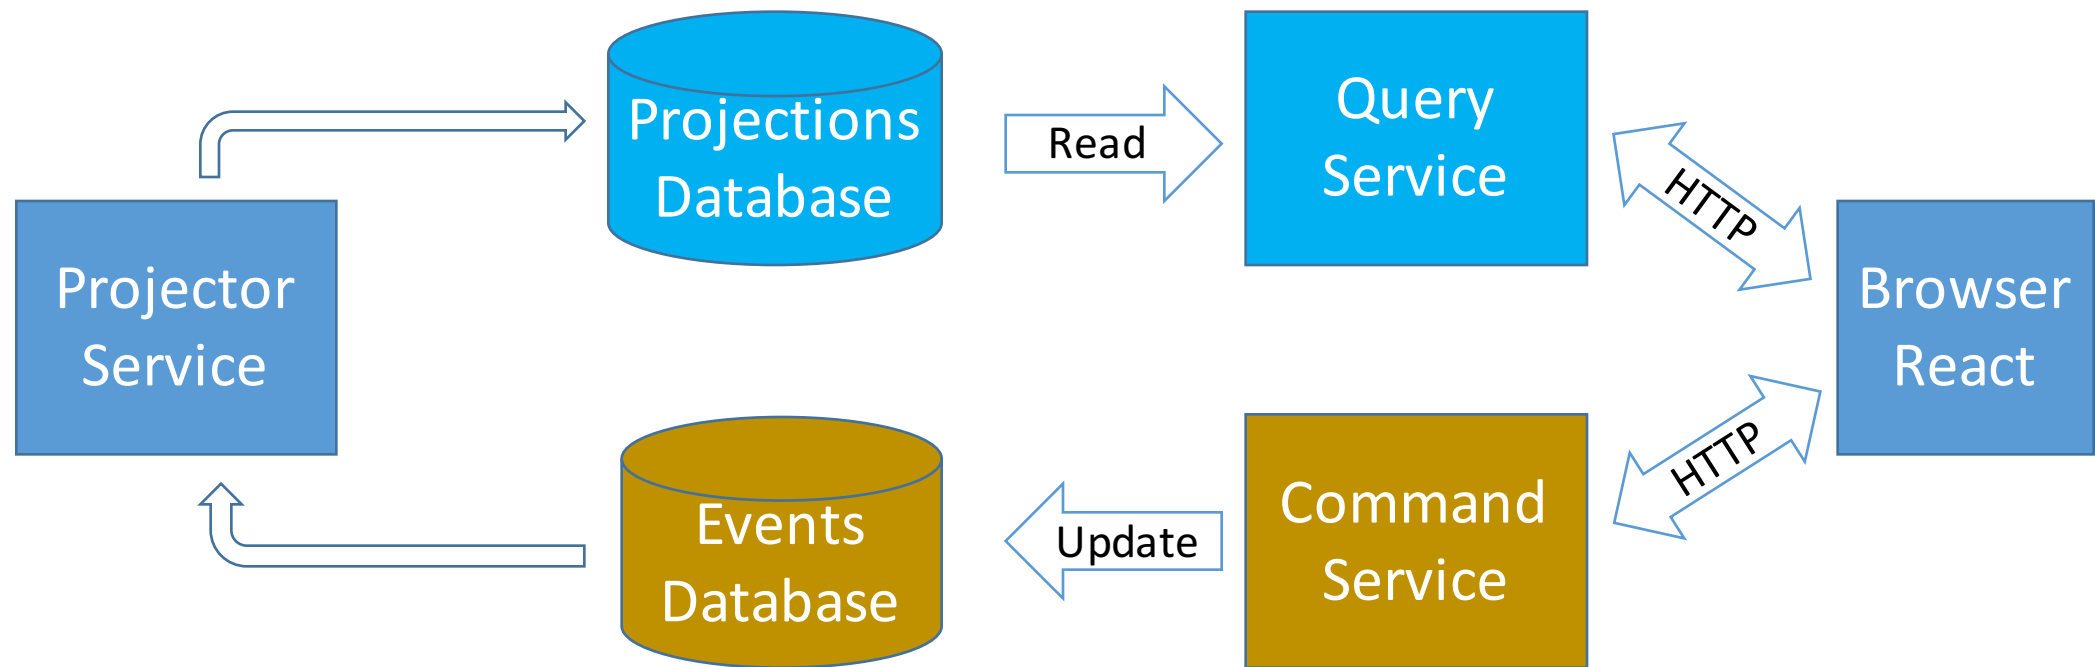 Projections
Database
Read
Query
Service
HTTP
Projector
Service
Browser
React
Events
Database
Update
Command
Service
HTTP